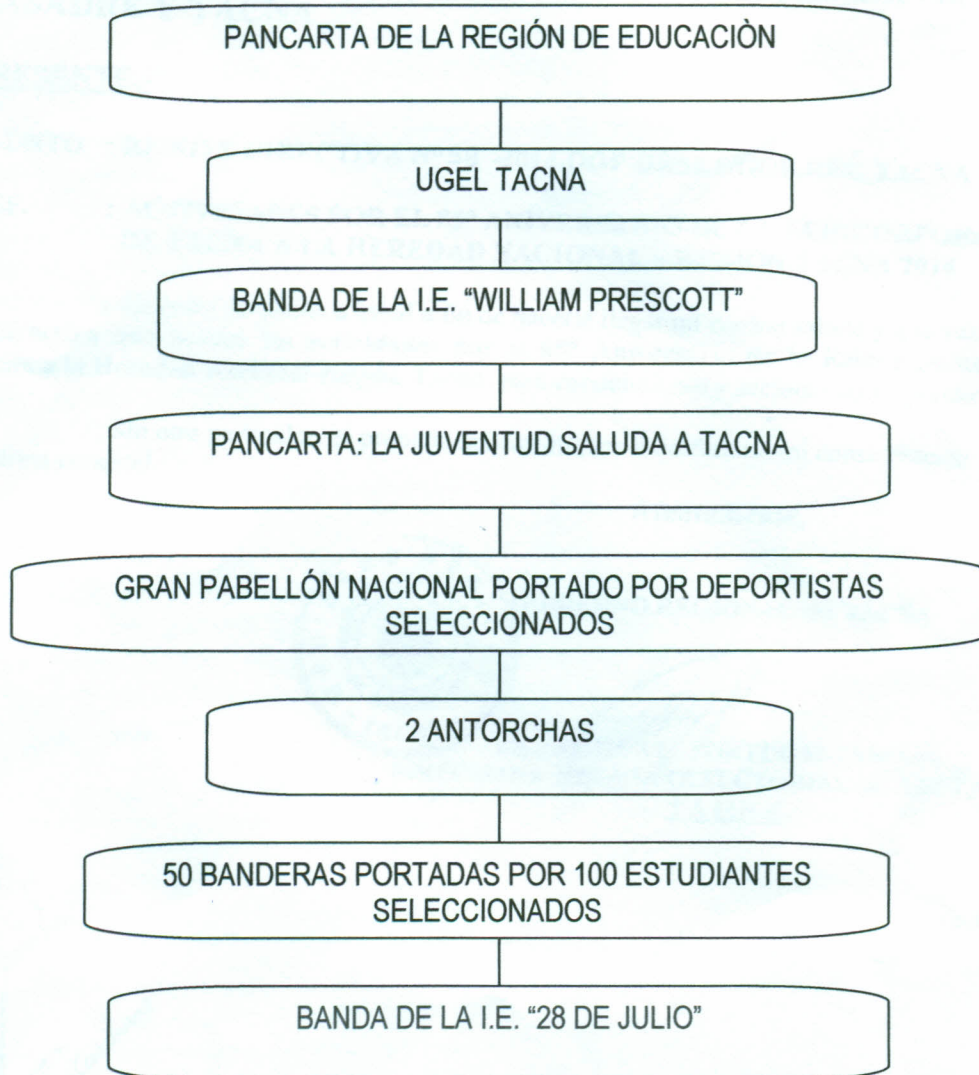 PANCARTA DE LA REGIÓN DE EDUCACIÒN
UGEL TACNA
BANDA DE LA I.E. “WILLIAM PRESCOTT”
PANCARTA: LA JUVENTUD SALUDA A TACNA
GRAN PABELLÓN NACIONAL PORTADO POR DEPORTISTAS
SELECCIONADOS
2 ANTORCHAS
50 BANDERAS PORTADAS POR 100 ESTUDIANTES
SELECCIONADOS
BANDA DE LA I.E. “28 DE JULIO”